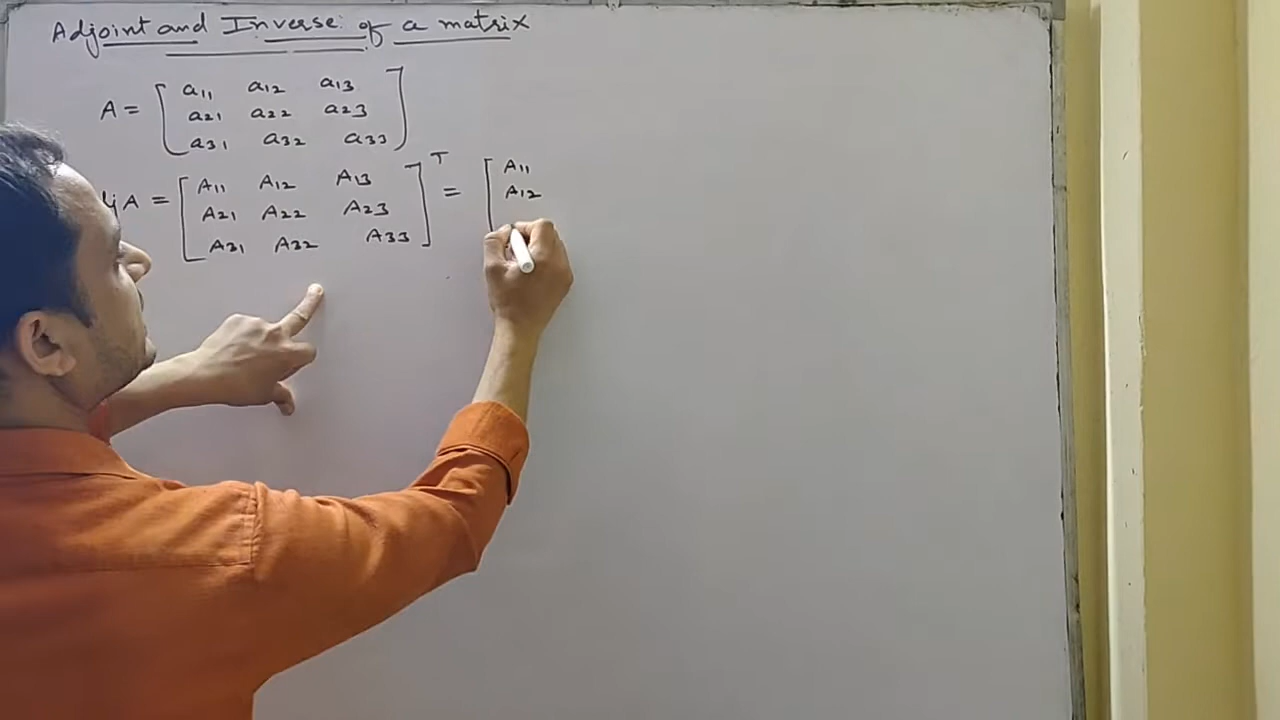 Adjoint and Inverse of a matrix
A = [ a11 a12 a13
a21 a22 a23
a31 a32 a33 ]
jA = [ A11 A12 A13
A21 A22 A23
A31 A32 A33 ]T = [ A11
A12